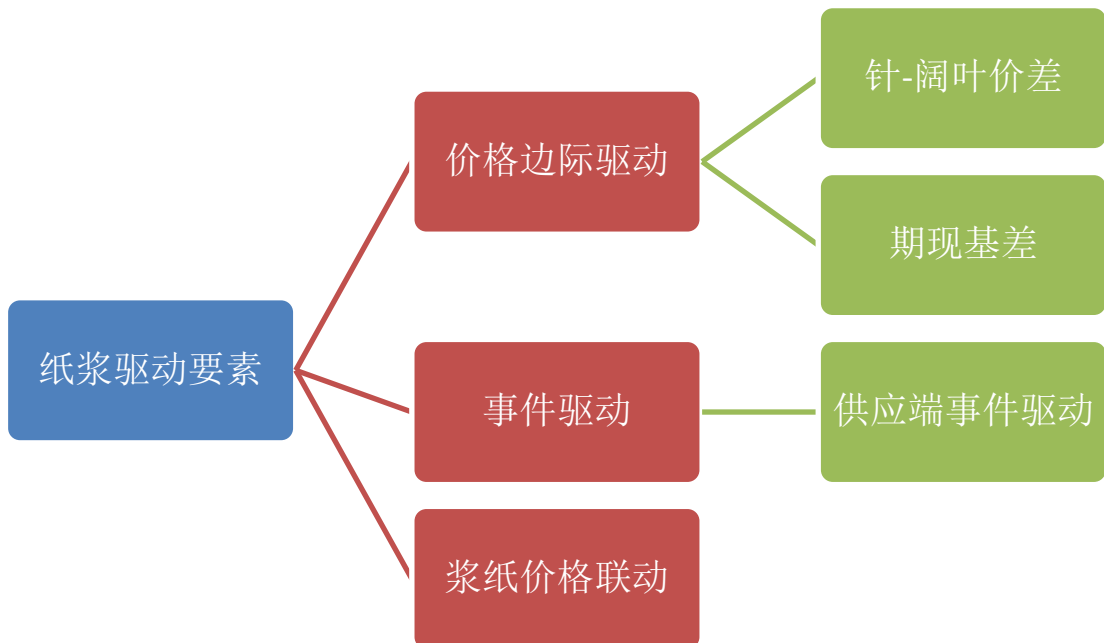 纸浆驱动要素
价格边际驱动
针-阔叶价差
期现基差
事件驱动
供应端事件驱动
浆纸价格联动